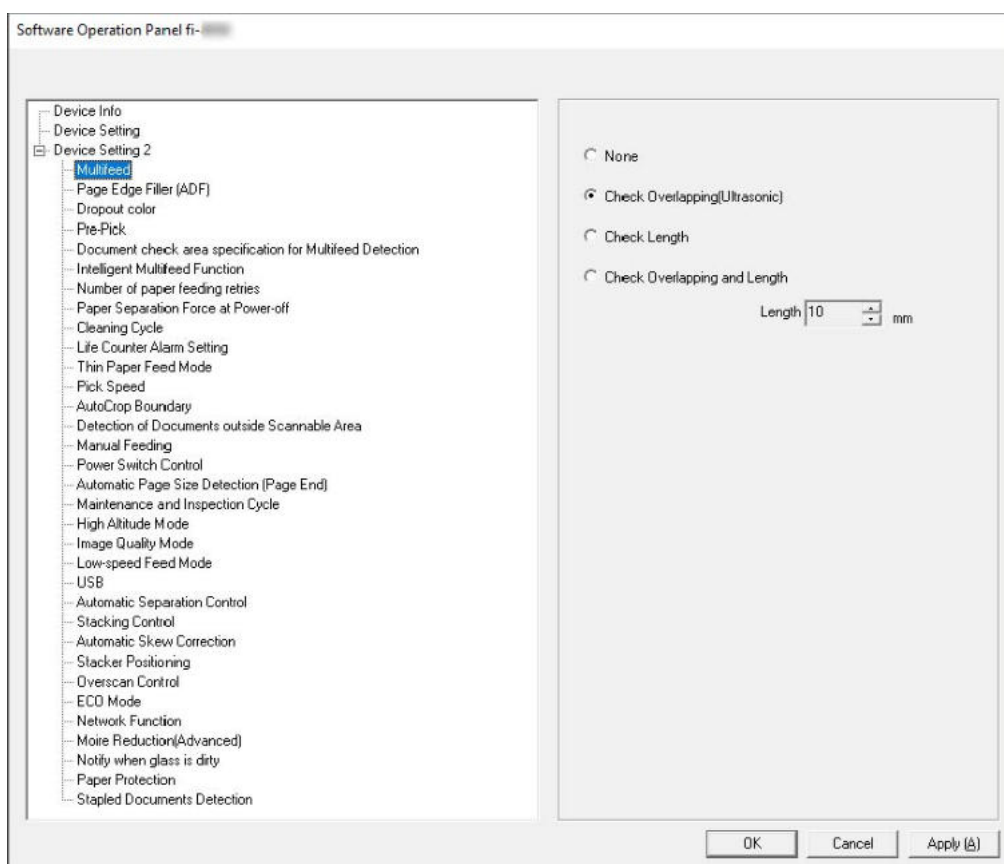 Software Operation Panel fi-
Device Info
Device Setting
Device Setting 2
Multifeed
Page Edge Filler (ADF)
Dropout color
Pre-Pick
Document check area specification for Multifeed Detection
Intelligent Multifeed Function
Number of paper feeding retries
Paper Separation Force at Power-off
Cleaning Cycle
Life Counter Alarm Setting
Thin Paper Feed Mode
Pick Speed
AutoCrop Boundary
Detection of Documents outside Scannable Area
Manual Feeding
Power Switch Control
Automatic Page Size Detection (Page End)
Maintenance and Inspection Cycle
High Altitude Mode
Image Quality Mode
Low-speed Feed Mode
USB
Automatic Separation Control
Stacking Control
Automatic Skew Correction
Stacker Positioning
Overscan Control
ECO Mode
Network Function
Moire Reduction(Advanced)
Notify when glass is dirty
Paper Protection
Stapled Documents Detection
None
Check Overlapping(Ultrasonic)
Check Length
Check Overlapping and Length
Length 10 mm
OK Cancel Apply (A)